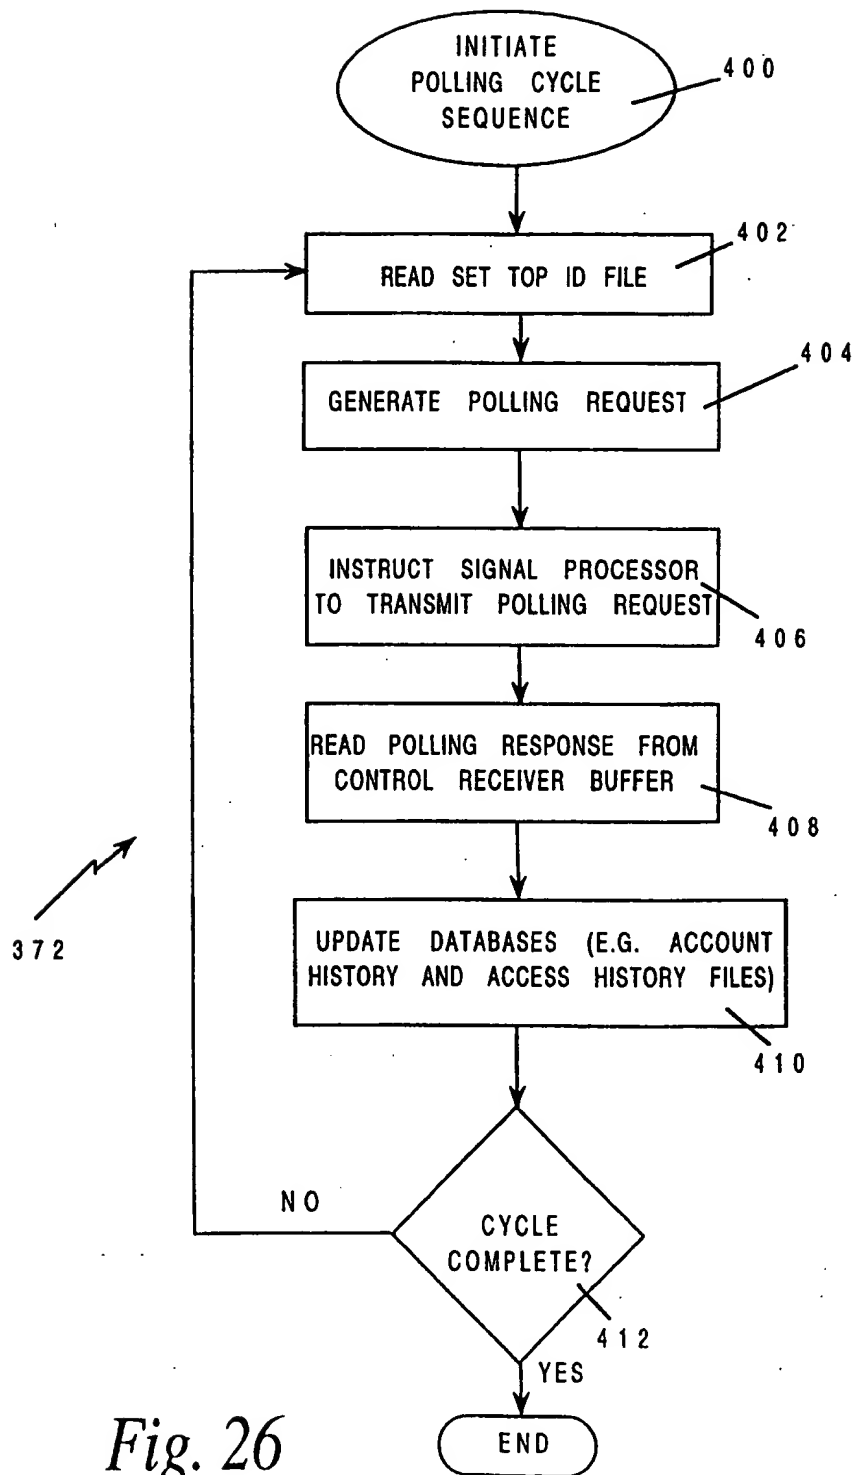 INITIATE
POLLING CYCLE
SEQUENCE
400
402
READ SET TOP ID FILE
404
GENERATE POLLING REQUEST
INSTRUCT SIGNAL PROCESSOR
TO TRANSMIT POLLING REQUEST
406
READ POLLING RESPONSE FROM
CONTROL RECEIVER BUFFER
408
372
UPDATE DATABASES (E.G. ACCOUNT
HISTORY AND ACCESS HISTORY FILES)
410
NO
CYCLE
COMPLETE?
412
YES
END
Fig. 26